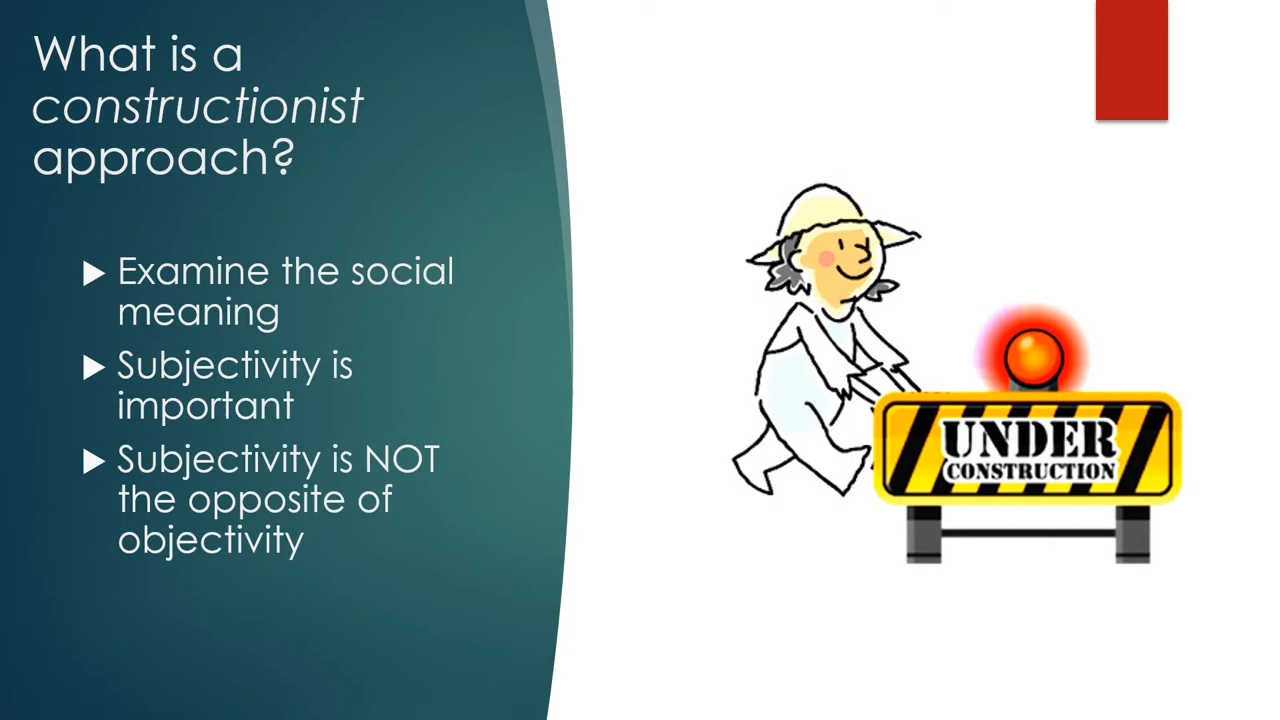 What is a
constructionist
approach?
Examine the social
meaning
Subjectivity is
important
Subjectivity is NOT
the opposite of
objectivity
UNDER
CONSTRUCTION